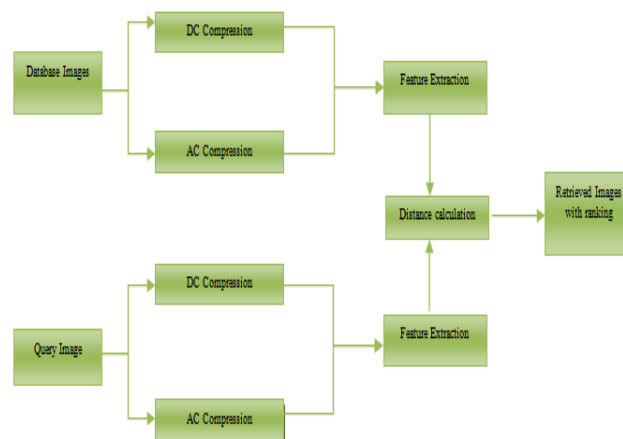 DC Compression
Database Images
Feature Extraction
AC Compression
Retrieved Images
with ranking
Distance calculation
DC Compression
Feature Extraction
Query Image
AC Compression